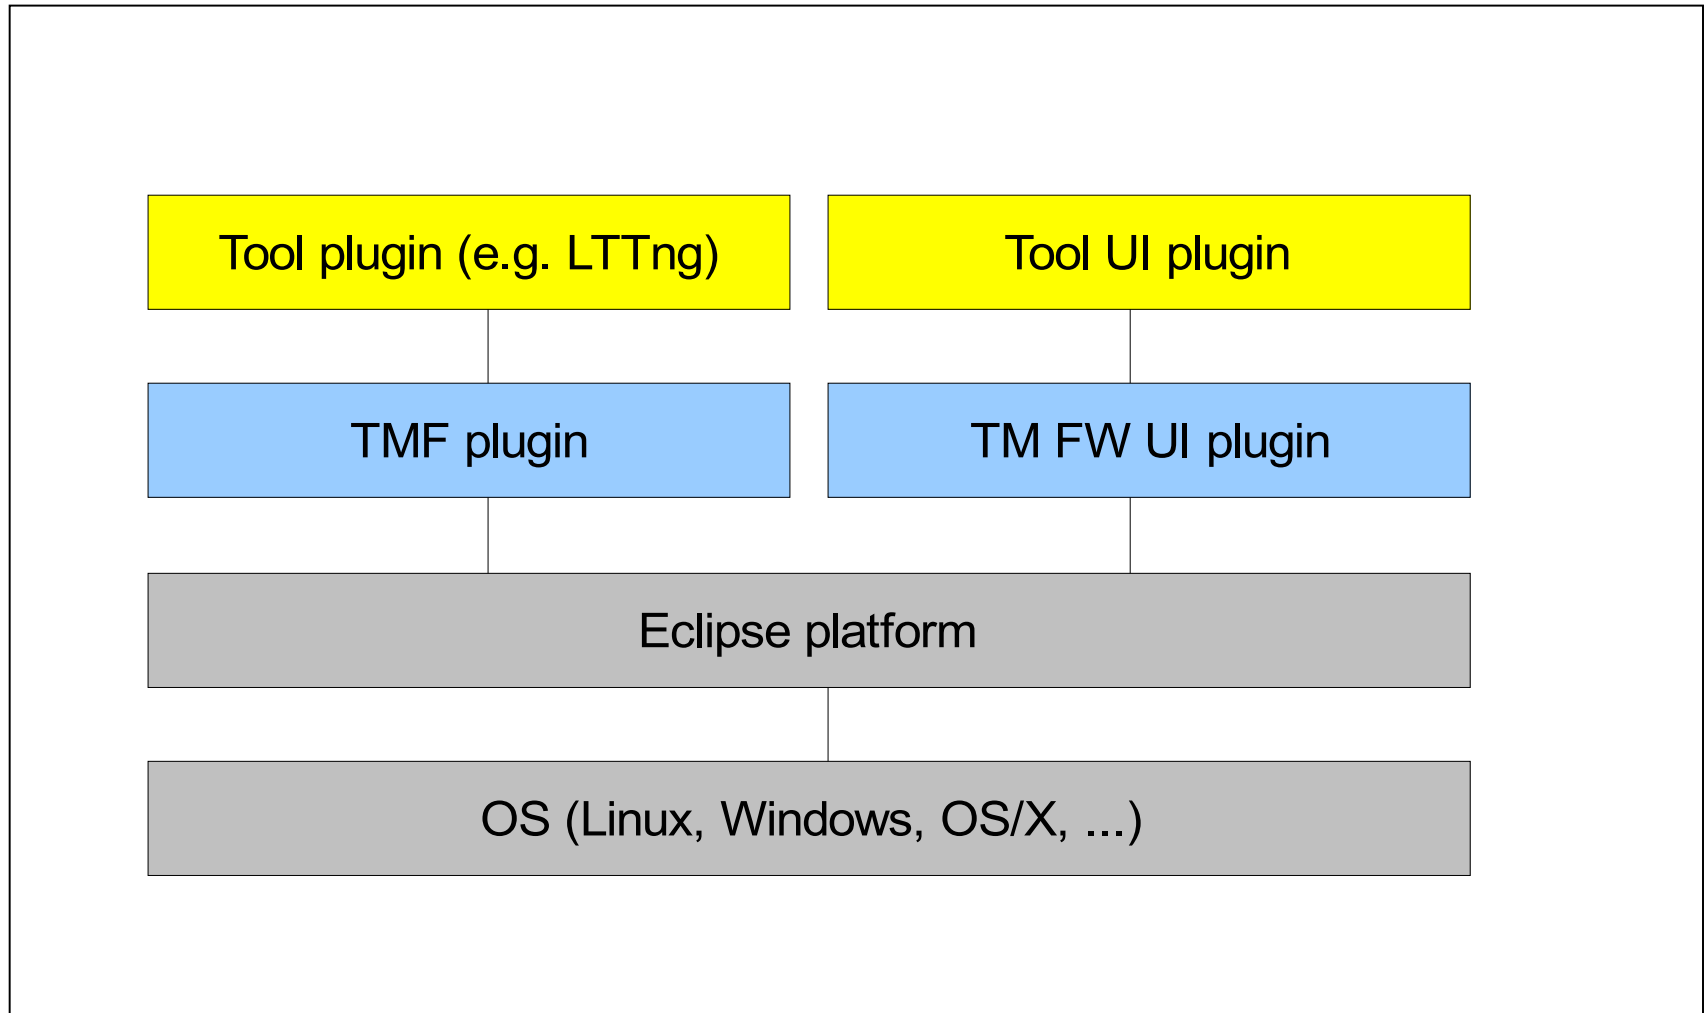 Tool plugin (e.g. LTTng)
Tool UI plugin
TMF plugin
TM FW UI plugin
Eclipse platform
OS (Linux, Windows, OS/X, ...)